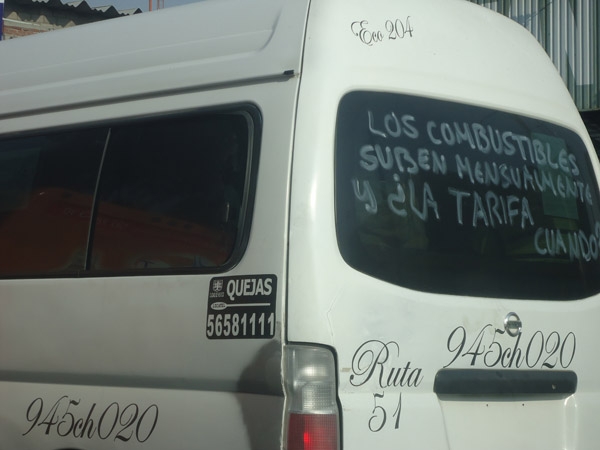 Eco 204
LOS COMBUSTIBLES
SUBEN MENSUALMENTE
y ¿LA TARIFA
CUANDO
QUEJAS
56581111
945ch020
Ruta
51
945ch020